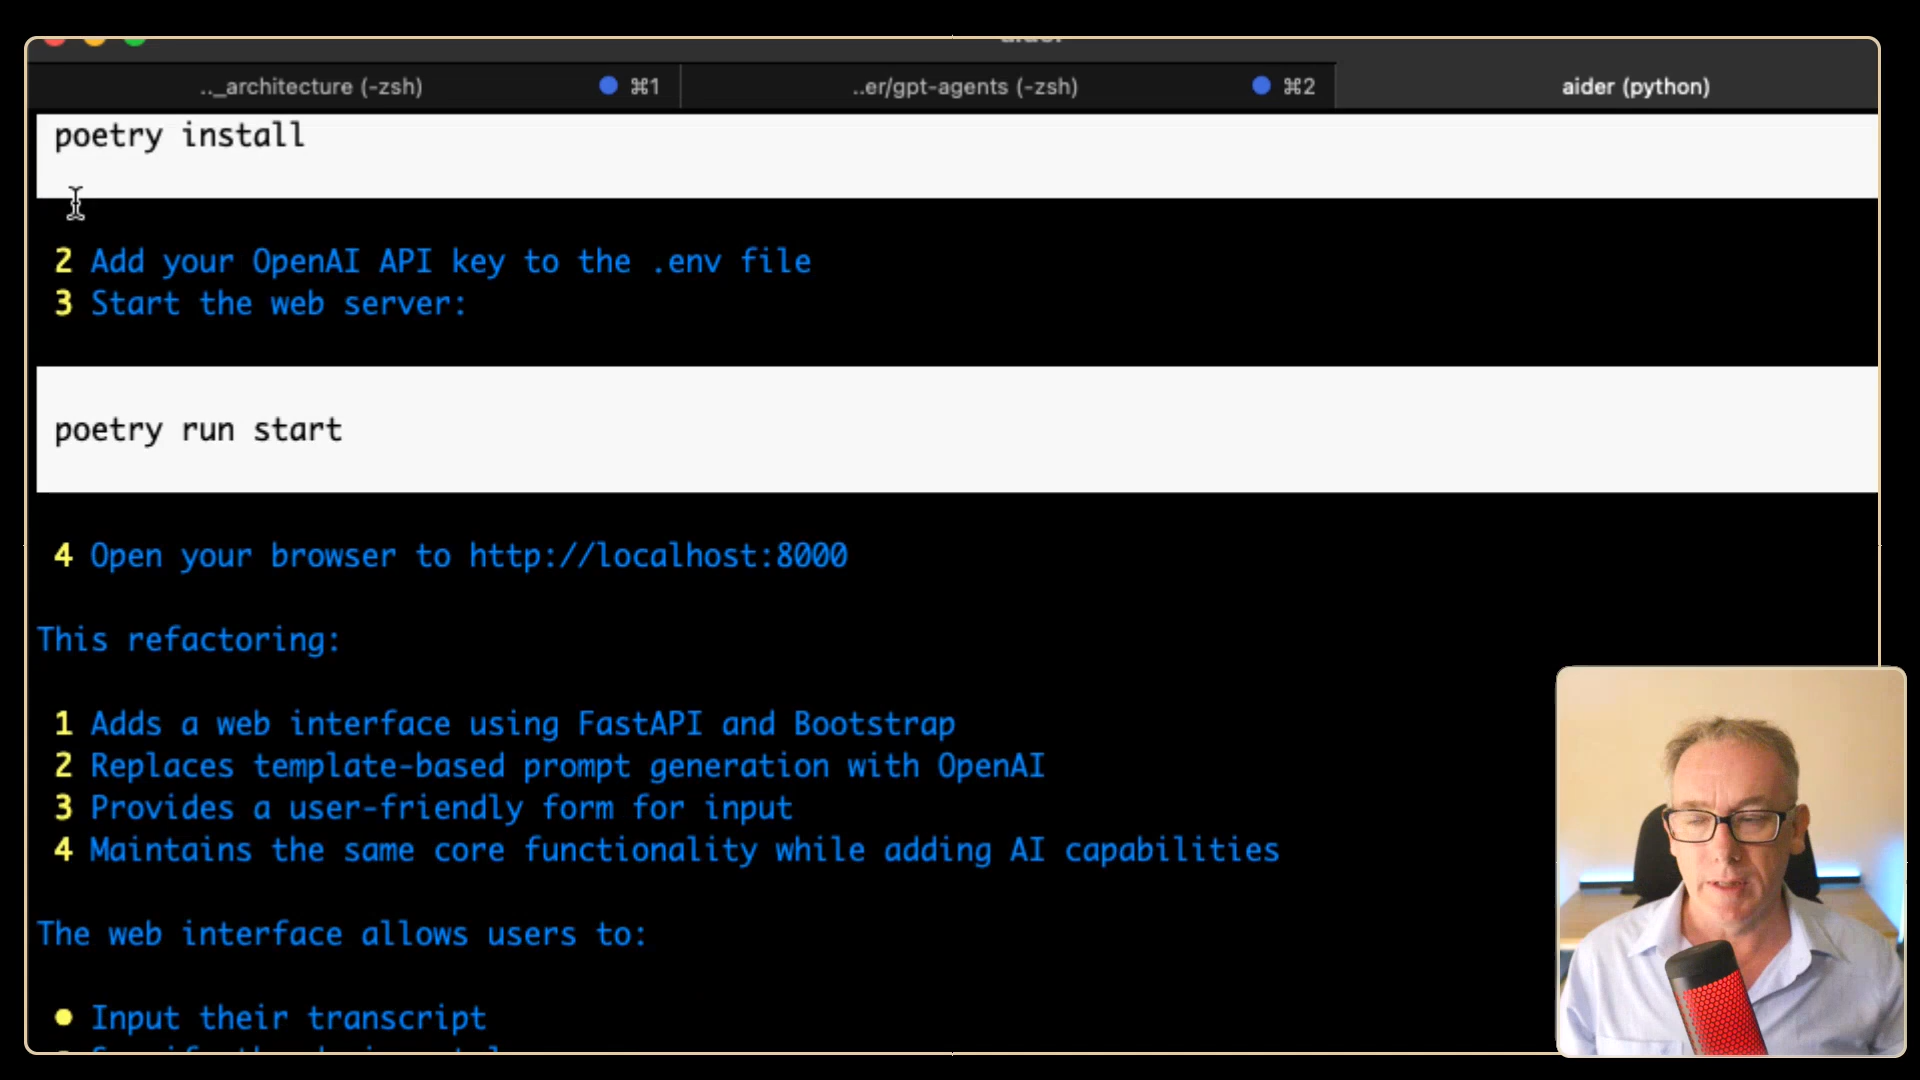 .._architecture (-zsh) ⌘1 ..er/gpt-agents (-zsh) ⌘2 aider (python)
poetry install
2 Add your OpenAI API key to the .env file
3 Start the web server:
poetry run start
4 Open your browser to http://localhost:8000
This refactoring:
1 Adds a web interface using FastAPI and Bootstrap
2 Replaces template-based prompt generation with OpenAI
3 Provides a user-friendly form for input
4 Maintains the same core functionality while adding AI capabilities
The web interface allows users to:
● Input their transcript